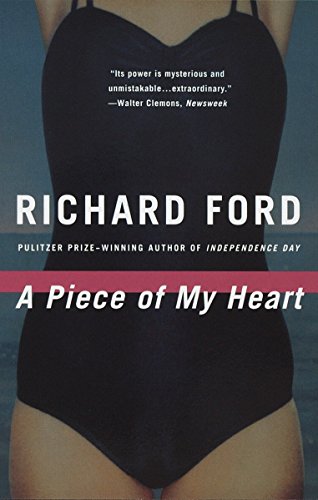 "Its power is mysterious and
unmistakable...extraordinary."
—Walter Clemons, Newsweek
RICHARD FORD
PULITZER PRIZE–WINNING AUTHOR OF INDEPENDENCE DAY
A Piece of My Heart